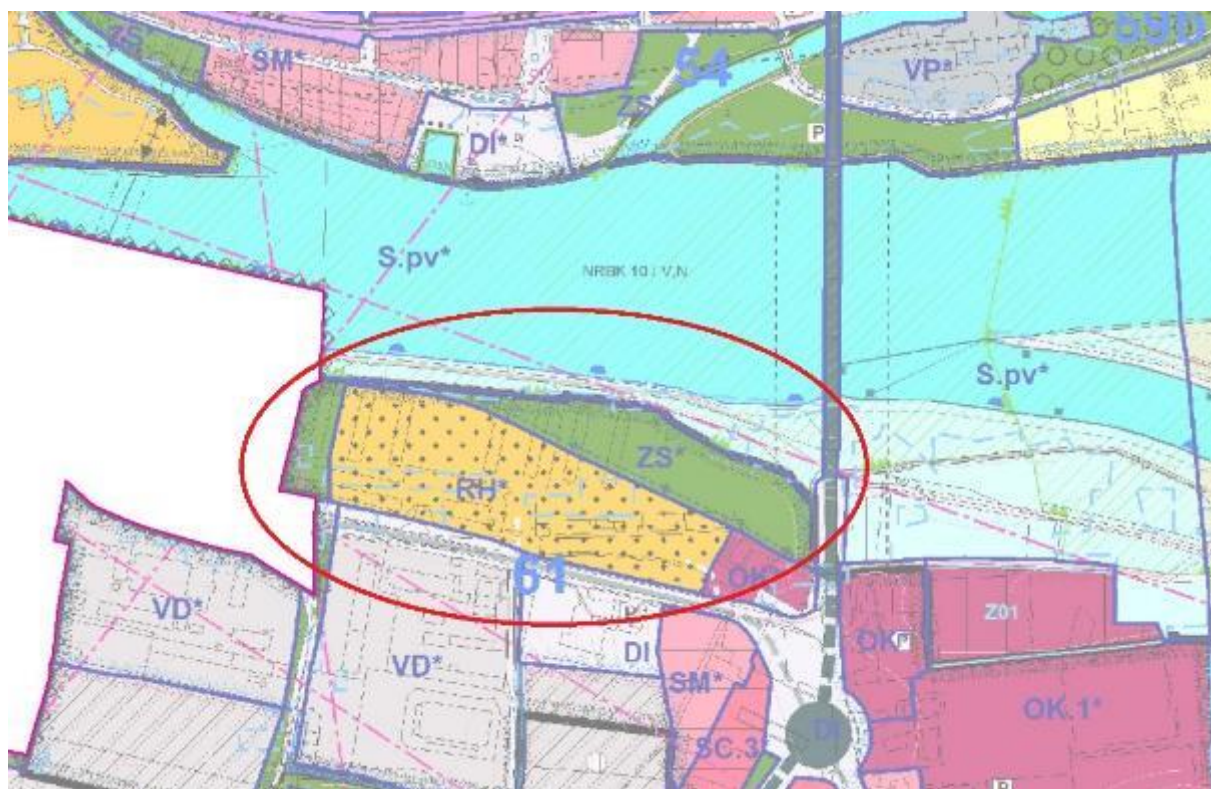 ZS
SM*
54
VP*
69b
ZS
DI*
P
S.pv*
NRBK 10 / V,N
S.pv*
ZS*
RH*
61
OK
VD*
VD*
DI
SM*
OK
P
Z01
OK.1*
SC.3
DI
P